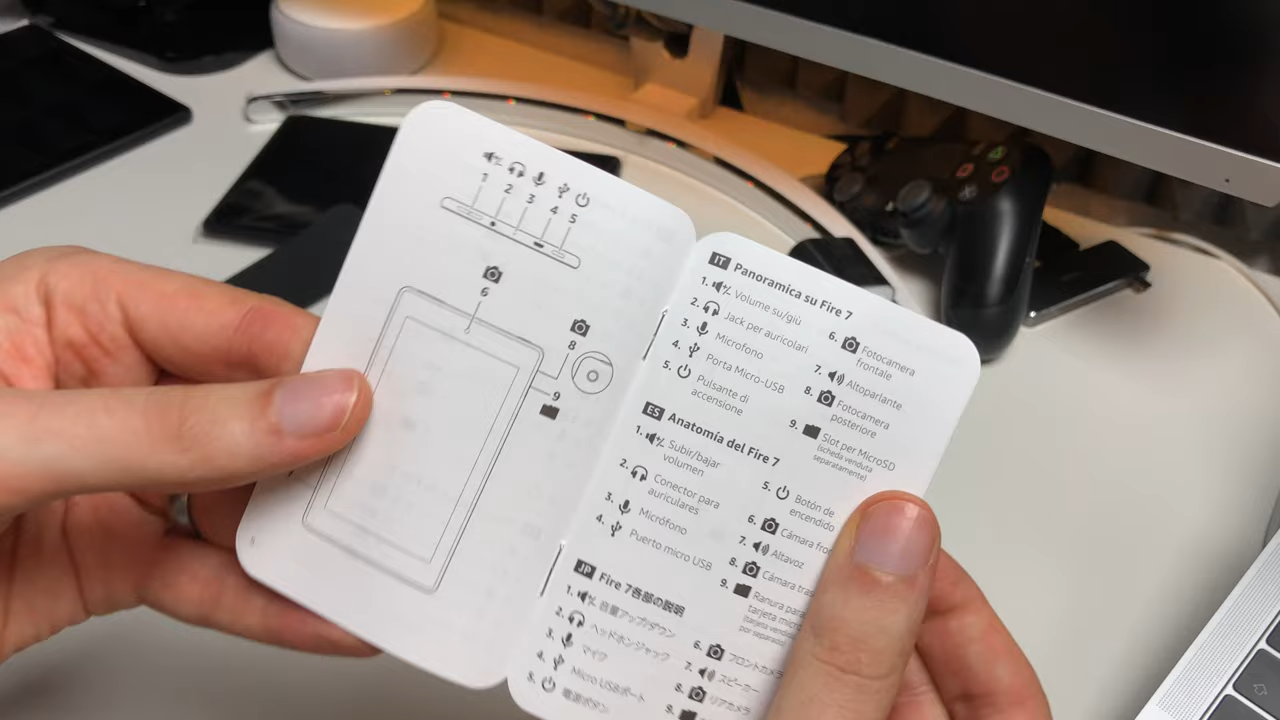 1
2
3
4
5
6
8
9
IT Panoramica su Fire 7
1. Volume su/giù
2. Jack per auricolari
3. Microfono
4. Porta Micro-USB
5. Pulsante di
accensione
6. Fotocamera
frontale
7. Altoparlante
8. Fotocamera
posteriore
9. Slot per MicroSD
(scheda venduta
separatamente)
ES Anatomía del Fire 7
1. Subir/bajar
volumen
2. Conector para
auriculares
3. Micrófono
4. Puerto micro USB
5. Botón de
encendido
6. Cámara
7. Altavoz
8. Cámara
9. Ranura para
tarjeta
(tarjeta
por separado)
JP Fire 7各部の説明
1. 音量アップ/ダウン
2. ヘッドホンジャック
3. マイク
4. Micro USBポート
5. 電源ボタン
6. フロントカメラ
7. スピーカー
8. リアカメラ
9.